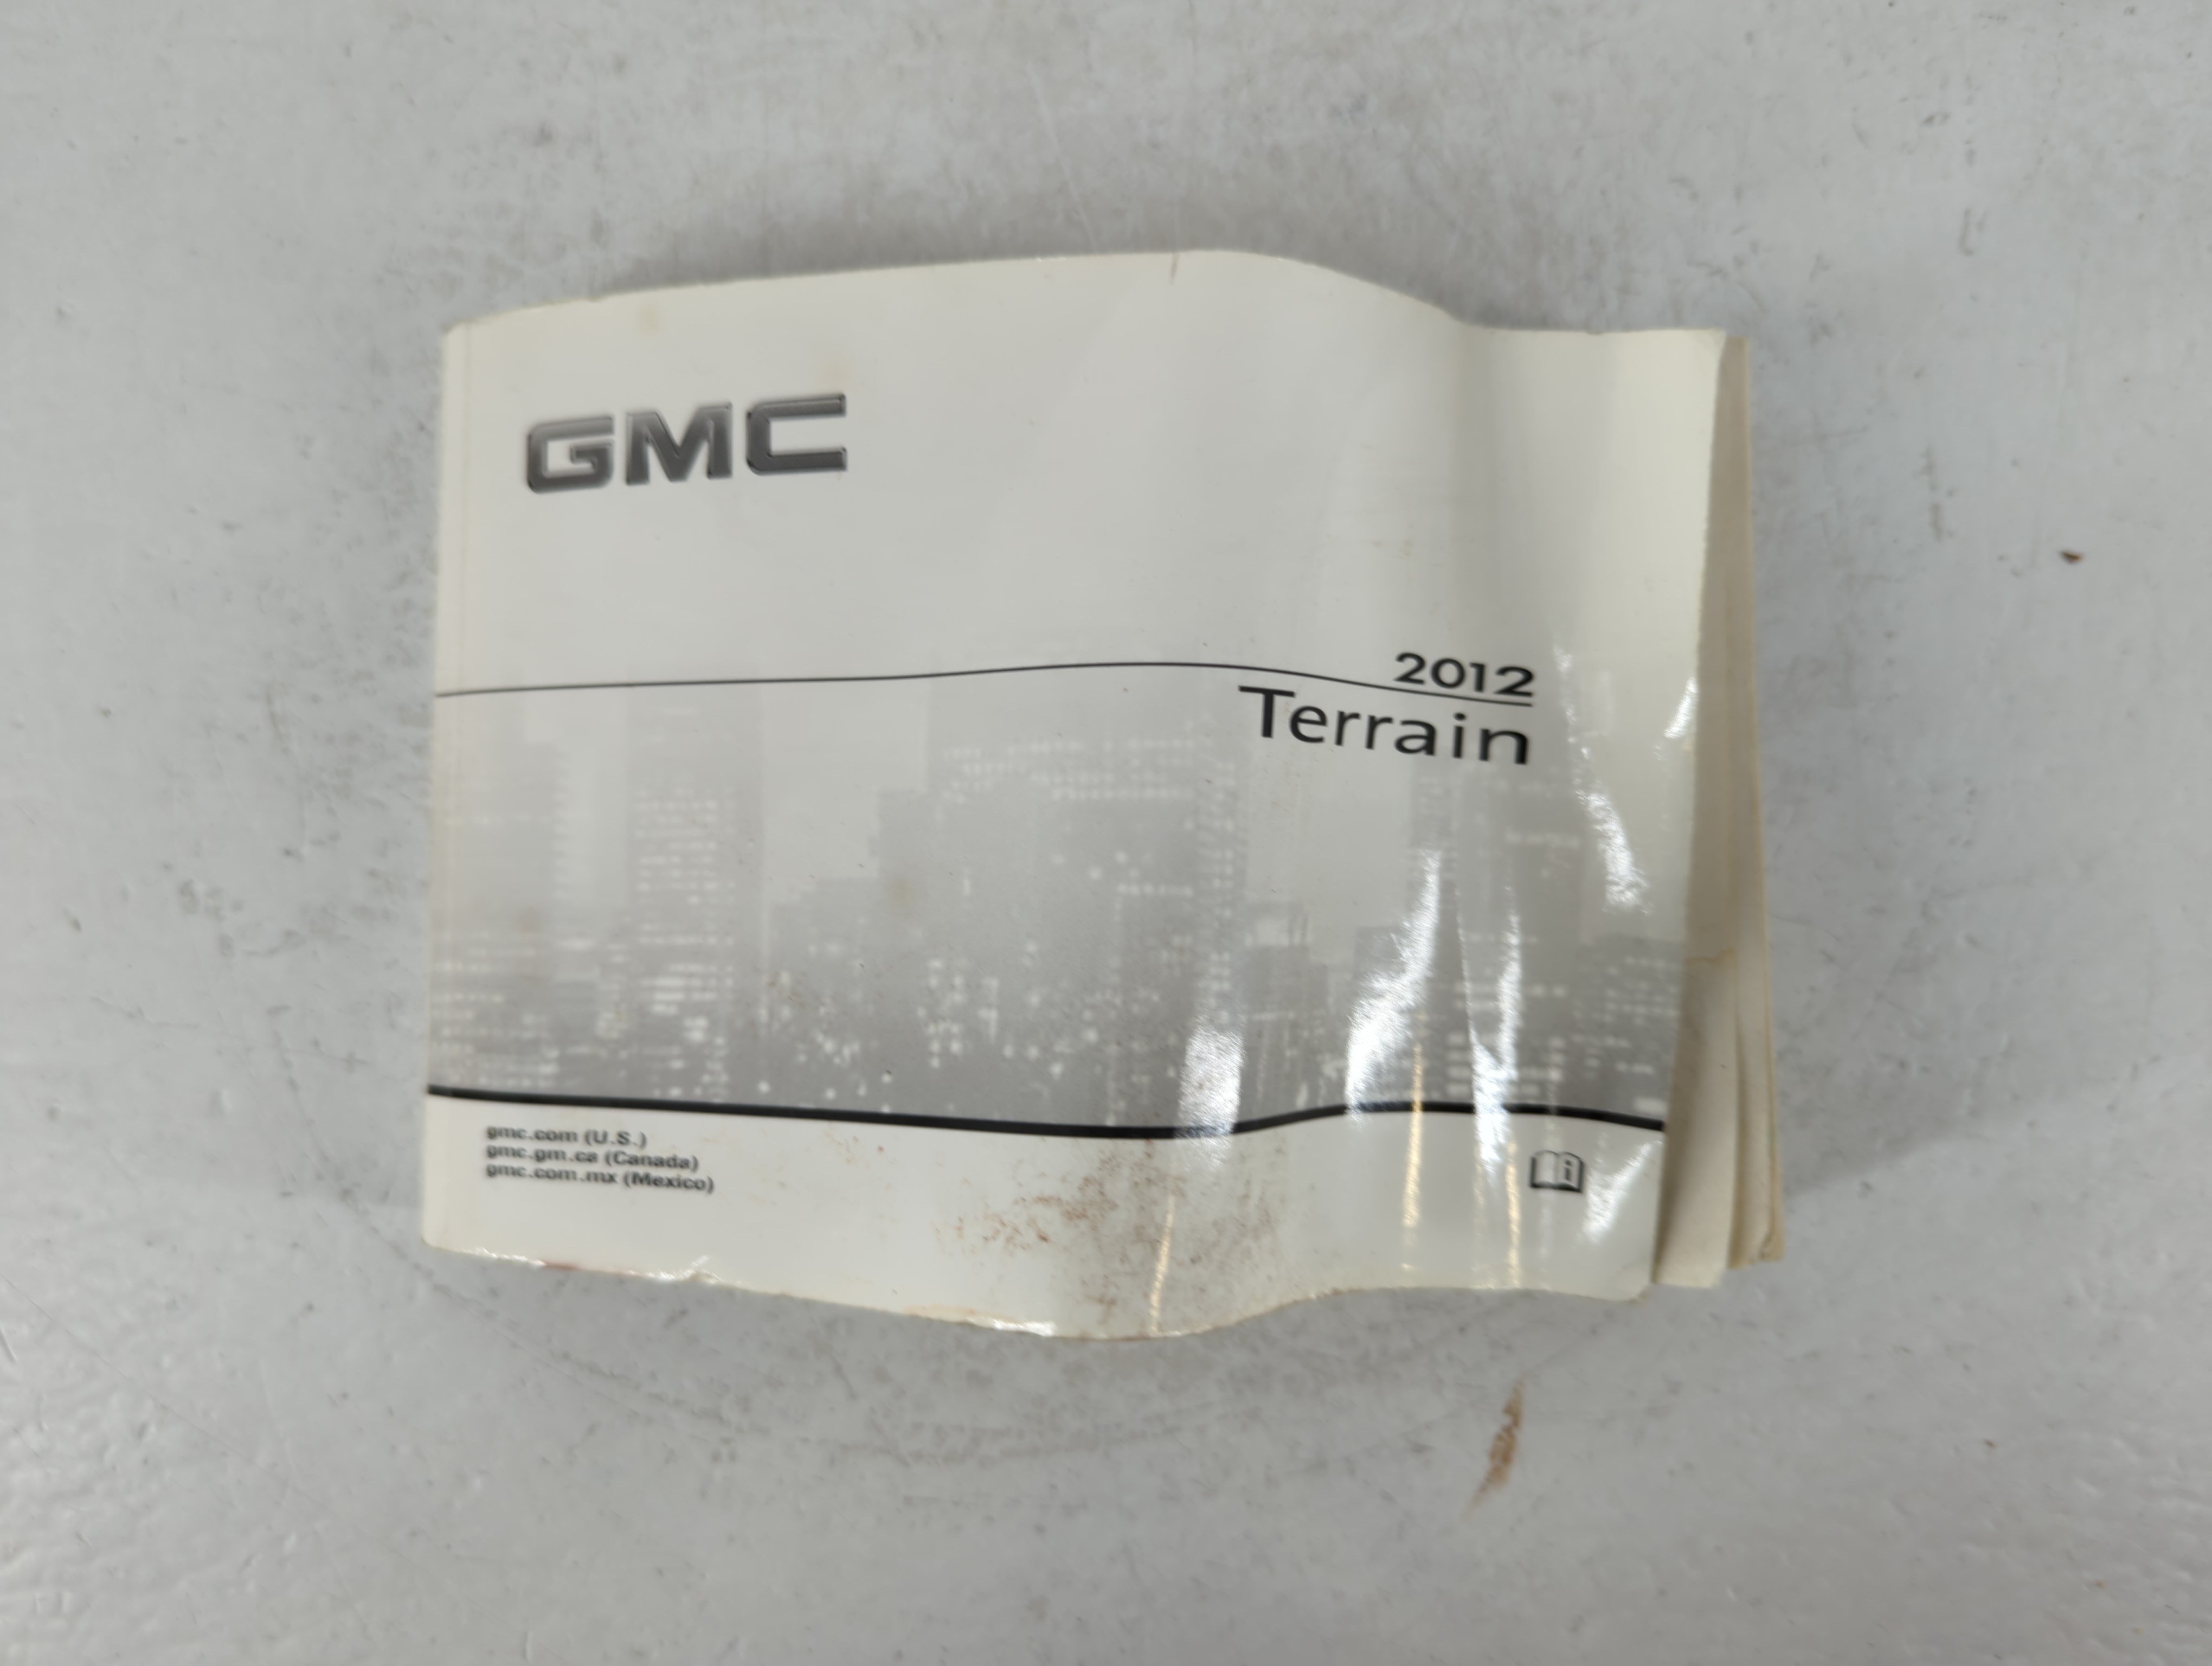 GMC
2012
Terrain
gmc.com (U.S.)
gmc.gm.ca (Canada)
gmc.com.mx (Mexico)